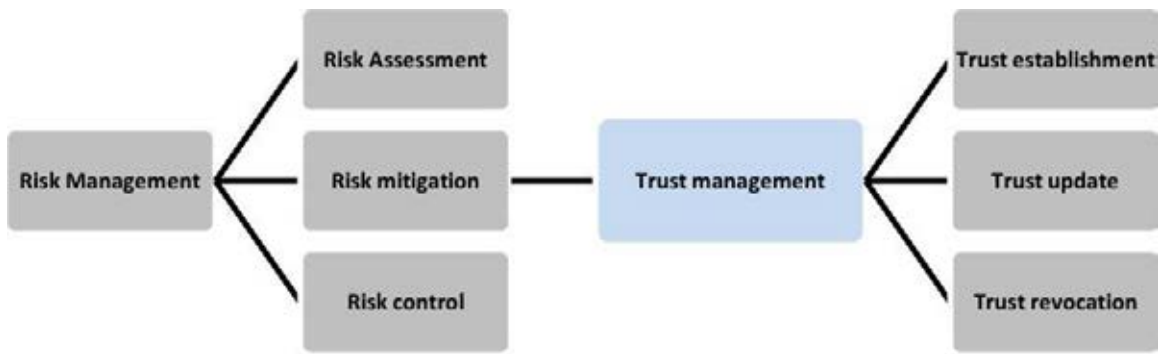 Risk Assessment
Trust establishment
Risk Management
Risk mitigation
Trust management
Trust update
Risk control
Trust revocation